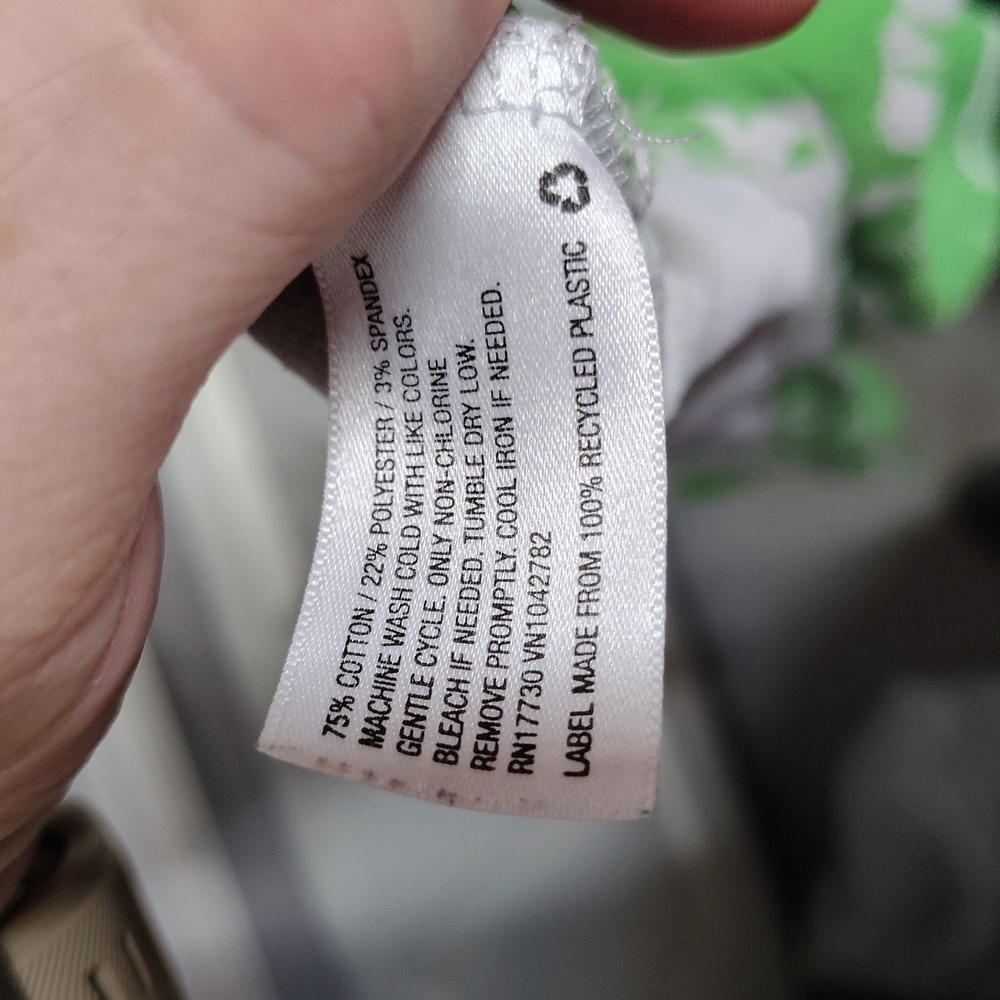 75% COTTON / 22% POLYESTER / 3% SPANDEX
MACHINE WASH COLD WITH LIKE COLORS.
GENTLE CYCLE. ONLY NON-CHLORINE
BLEACH IF NEEDED. TUMBLE DRY LOW.
REMOVE PROMPTLY. COOL IRON IF NEEDED.
RN17730 VN1042782
LABEL MADE FROM 100% RECYCLED PLASTIC